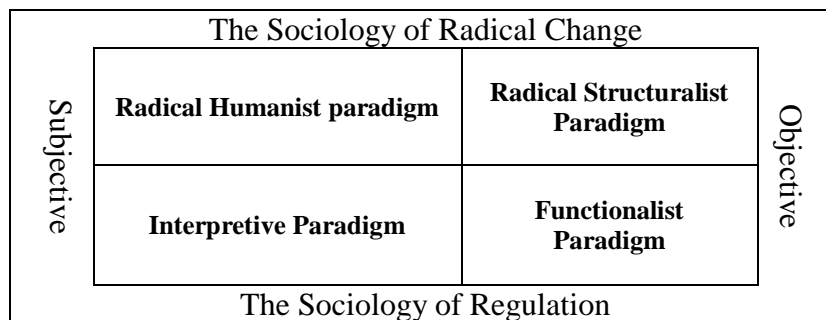 The Sociology of Radical Change
Subjective
Radical Humanist paradigm
Radical Structuralist
Paradigm
Objective
Interpretive Paradigm
Functionalist
Paradigm
The Sociology of Regulation